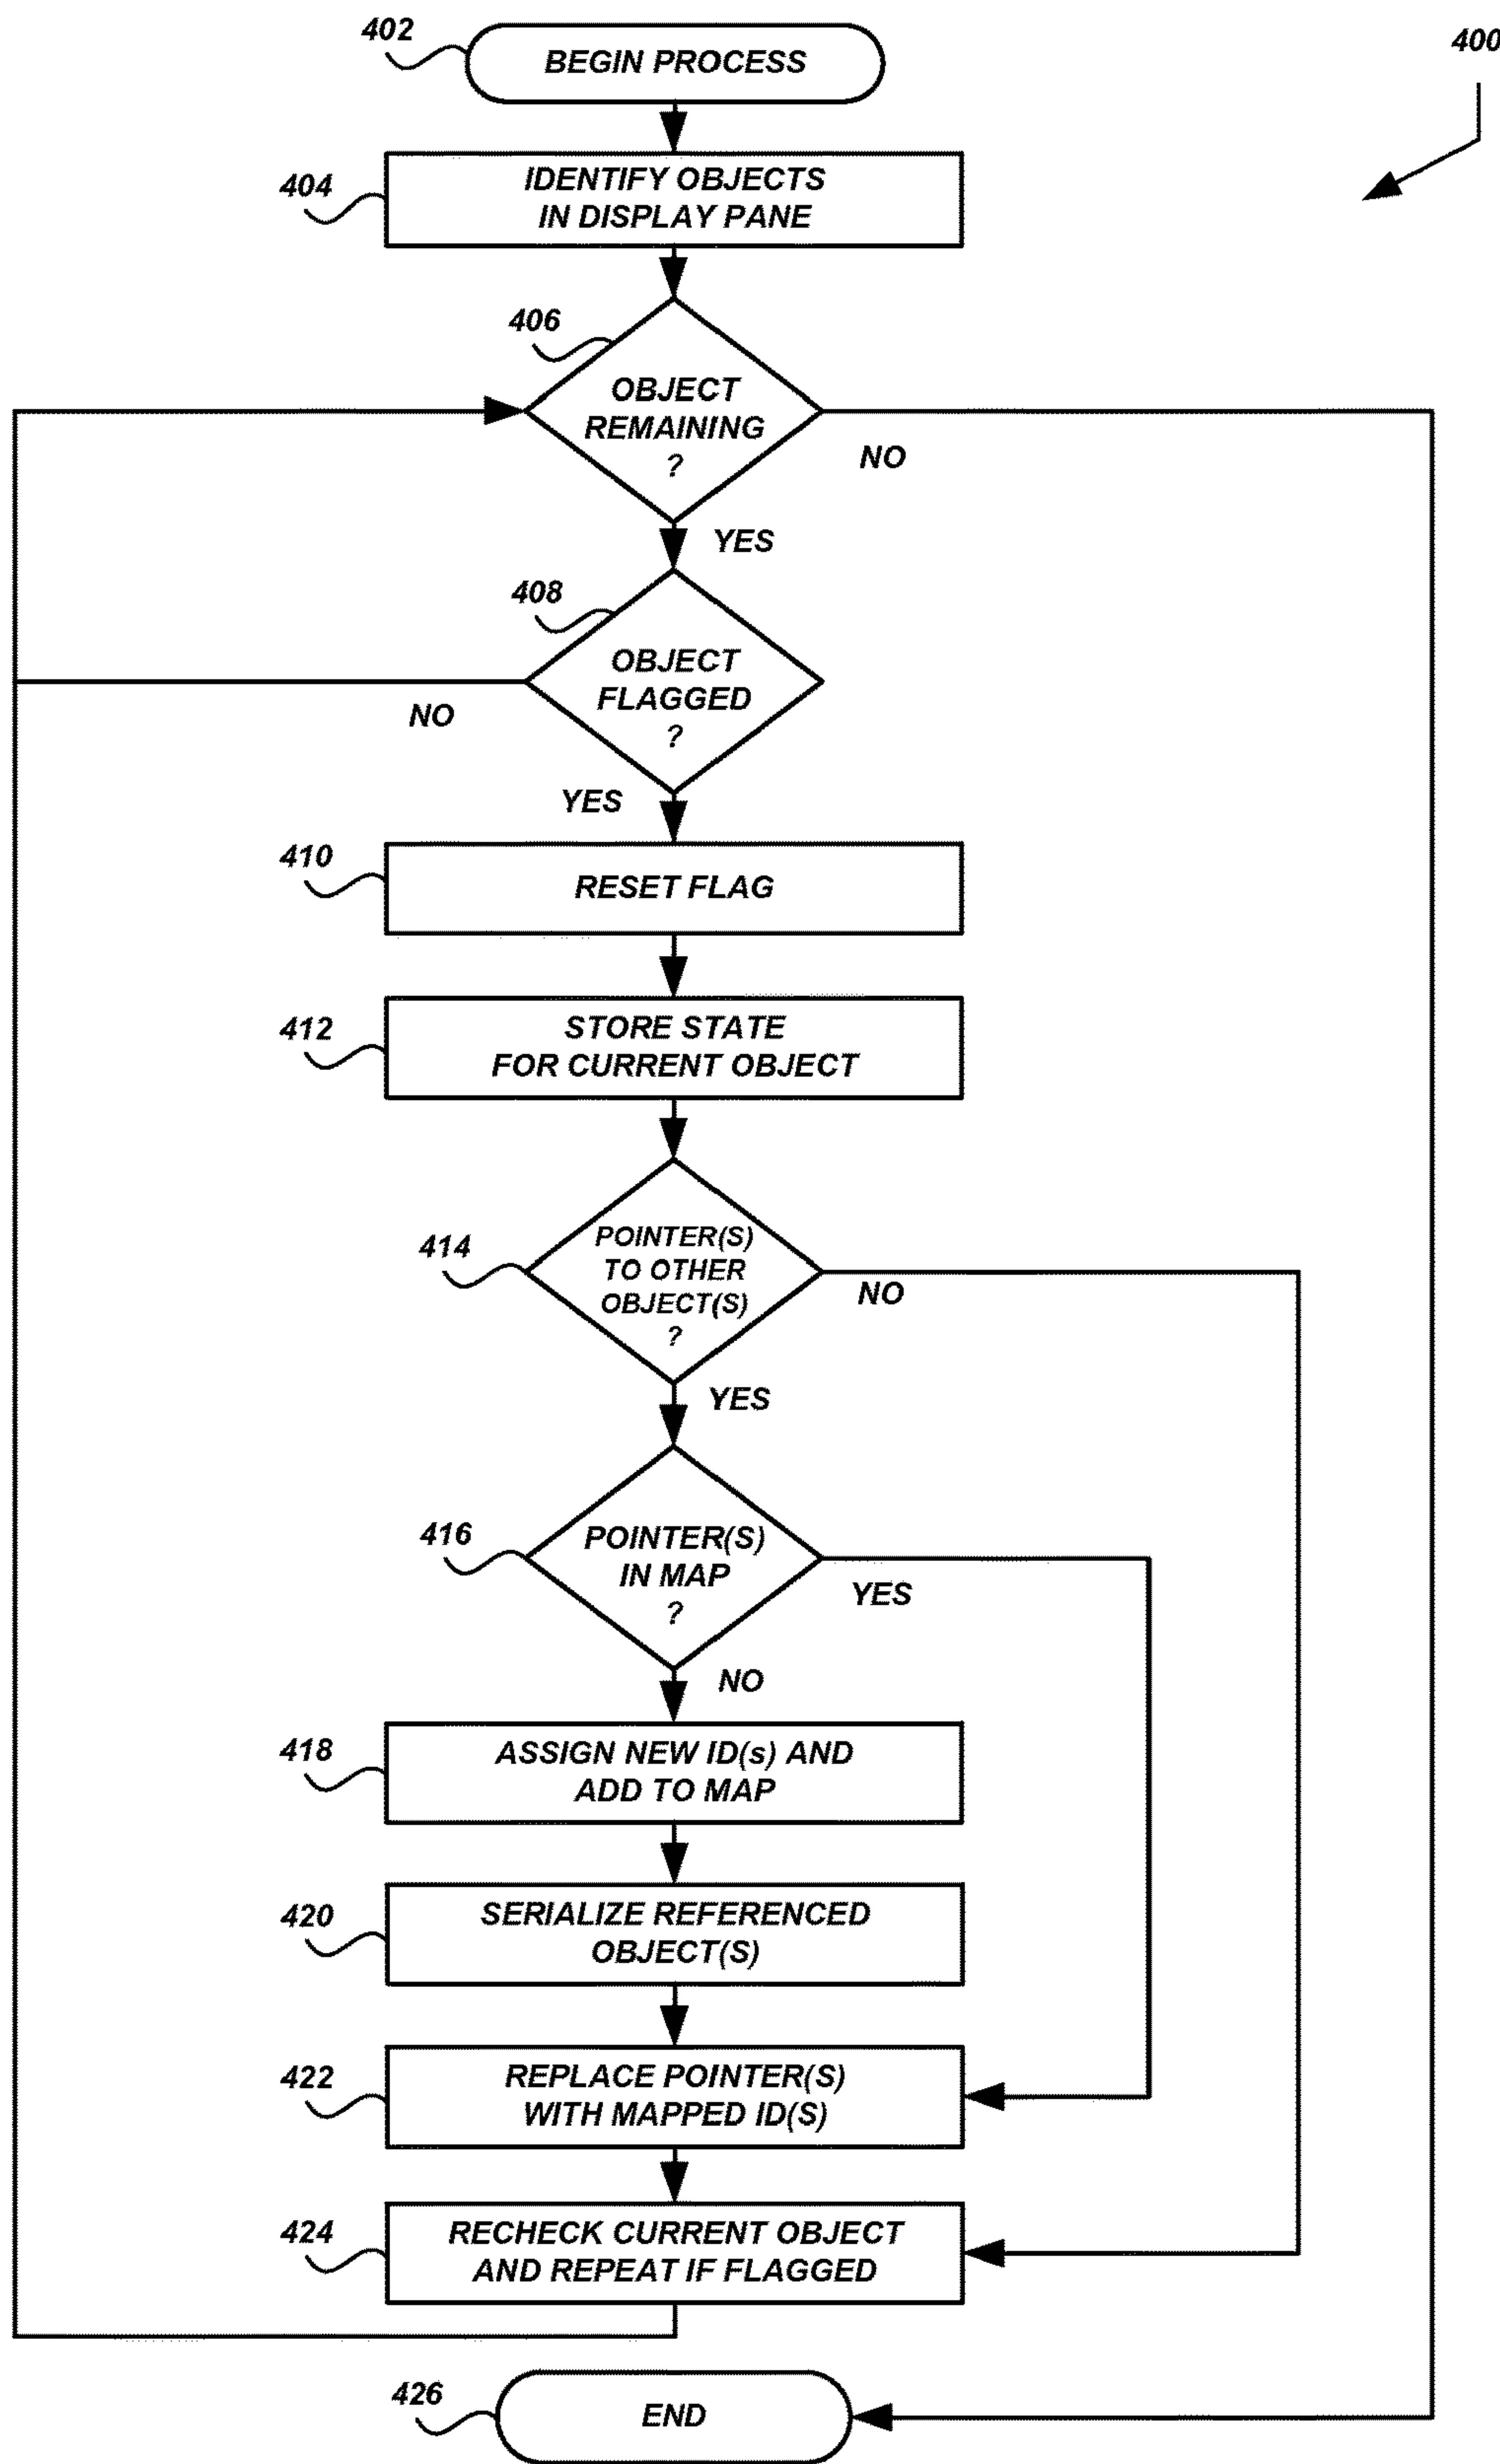 402
BEGIN PROCESS
400
404
IDENTIFY OBJECTS
IN DISPLAY PANE
406
OBJECT
REMAINING
?
NO
YES
408
OBJECT
FLAGGED
?
NO
YES
410
RESET FLAG
412
STORE STATE
FOR CURRENT OBJECT
414
POINTER(S)
TO OTHER
OBJECT(S)
?
NO
YES
416
POINTER(S)
IN MAP
?
YES
NO
418
ASSIGN NEW ID(s) AND
ADD TO MAP
420
SERIALIZE REFERENCED
OBJECT(S)
422
REPLACE POINTER(S)
WITH MAPPED ID(S)
424
RECHECK CURRENT OBJECT
AND REPEAT IF FLAGGED
426
END